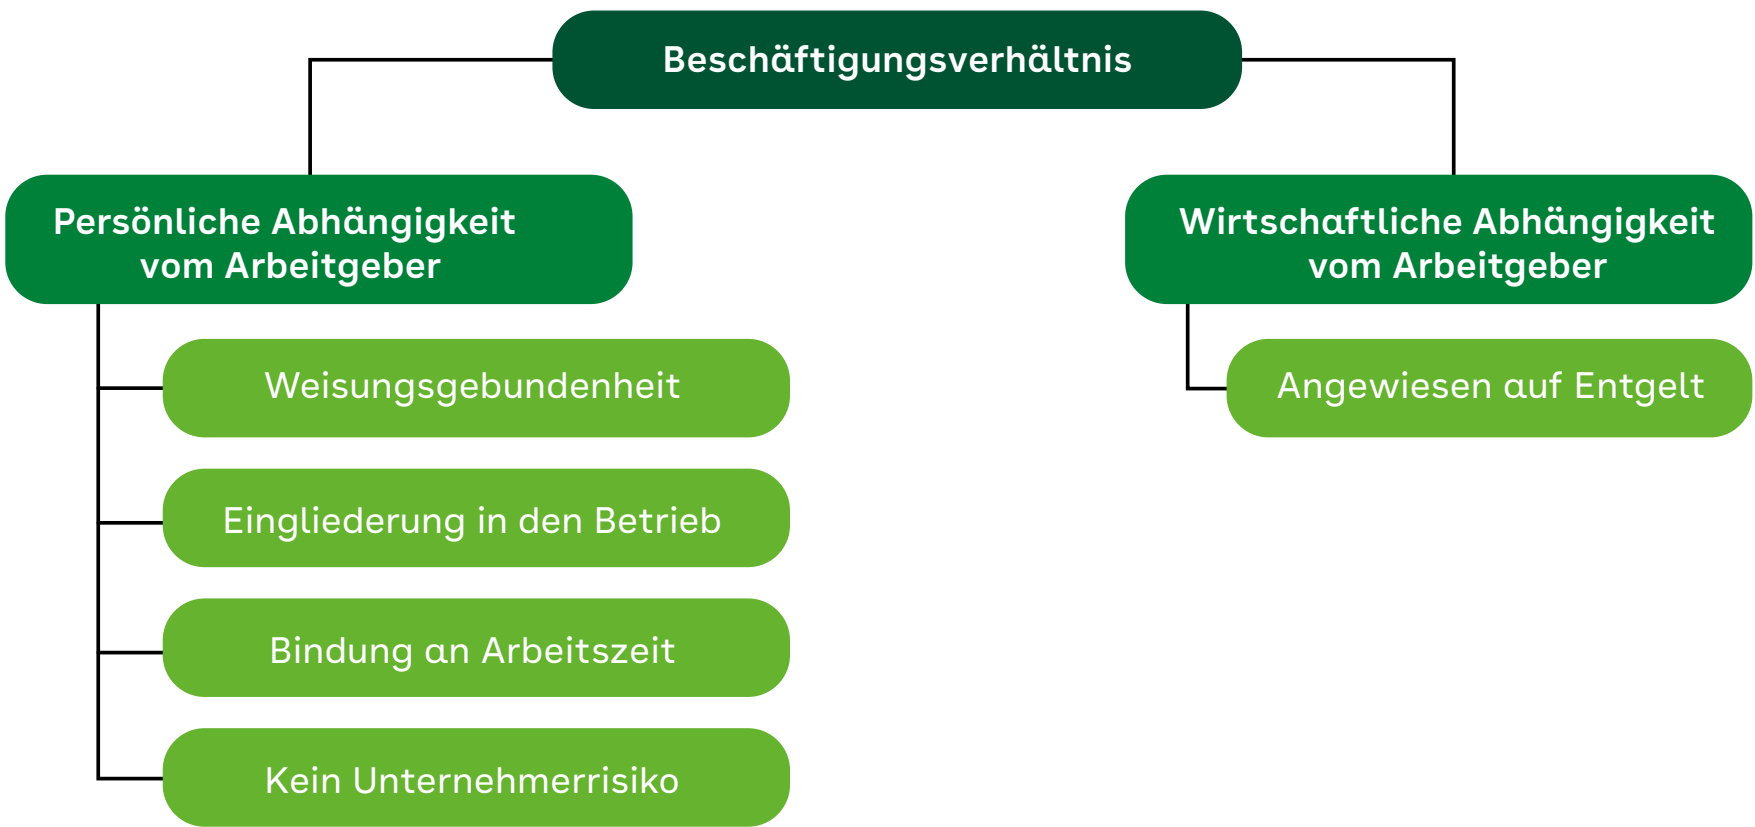 Beschäftigungsverhältnis
Persönliche Abhängigkeit
vom Arbeitgeber
Weisungsgebundenheit
Eingliederung in den Betrieb
Bindung an Arbeitszeit
Kein Unternehmerrisiko
Wirtschaftliche Abhängigkeit
vom Arbeitgeber
Angewiesen auf Entgelt